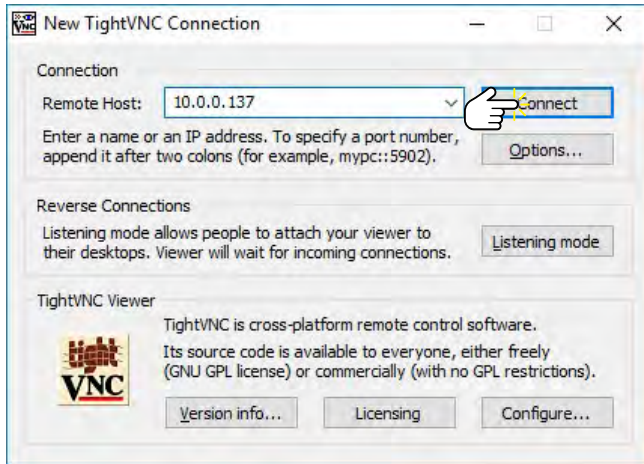 New TightVNC Connection
Connection
Remote Host: 10.0.0.137 Connect
Enter a name or an IP address. To specify a port number,
append it after two colons (for example, mypc::5902).
Options...
Reverse Connections
Listening mode allows people to attach your viewer to
their desktops. Viewer will wait for incoming connections.
Listening mode
TightVNC Viewer
TightVNC is cross-platform remote control software.
Its source code is available to everyone, either freely
(GNU GPL license) or commercially (with no GPL restrictions).
tight
VNC
Version info... Licensing Configure...